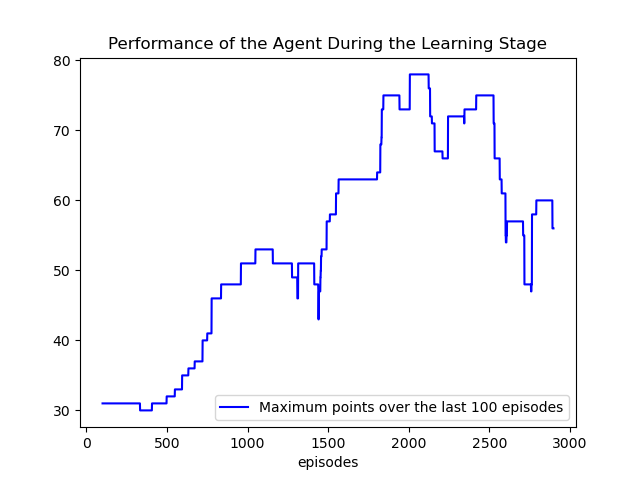 Performance of the Agent During the Learning Stage
80
70
60
50
40
30
Maximum points over the last 100 episodes
0 500 1000 1500 2000 2500 3000
episodes